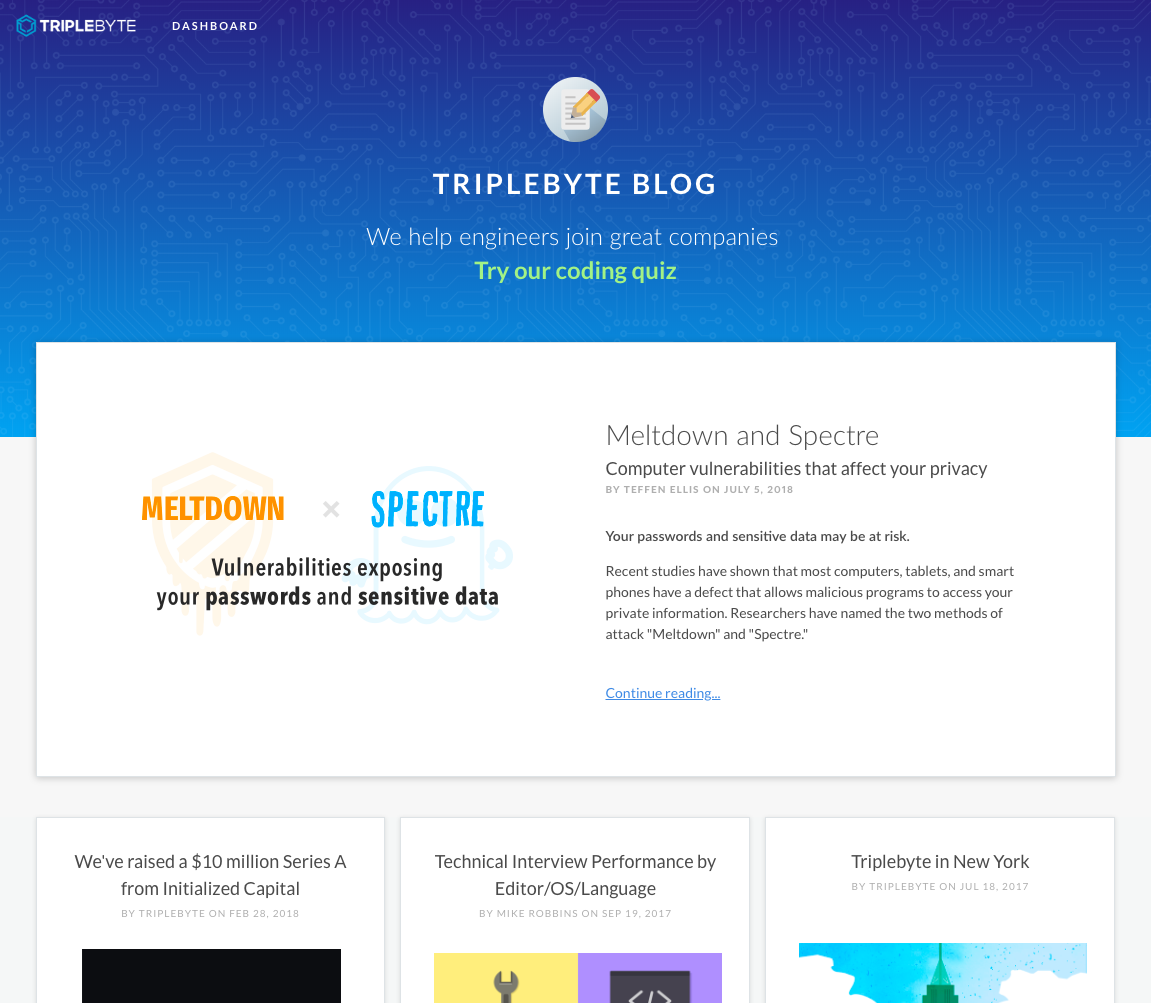 TRIPLEBYTE
DASHBOARD
TRIPLEBYTE BLOG
We help engineers join great companies
Try our coding quiz
MELTDOWN × SPECTRE
Vulnerabilities exposing
your passwords and sensitive data
Meltdown and Spectre
Computer vulnerabilities that affect your privacy
BY TEFFEN ELLIS ON JULY 5, 2018
Your passwords and sensitive data may be at risk.
Recent studies have shown that most computers, tablets, and smart
phones have a defect that allows malicious programs to access your
private information. Researchers have named the two methods of
attack "Meltdown" and "Spectre."
Continue reading...
We've raised a $10 million Series A
from Initialized Capital
BY TRIPLEBYTE ON FEB 28, 2018
Technical Interview Performance by
Editor/OS/Language
BY MIKE ROBBINS ON SEP 19, 2017
</>
Triplebyte in New York
BY TRIPLEBYTE ON JUL 18, 2017